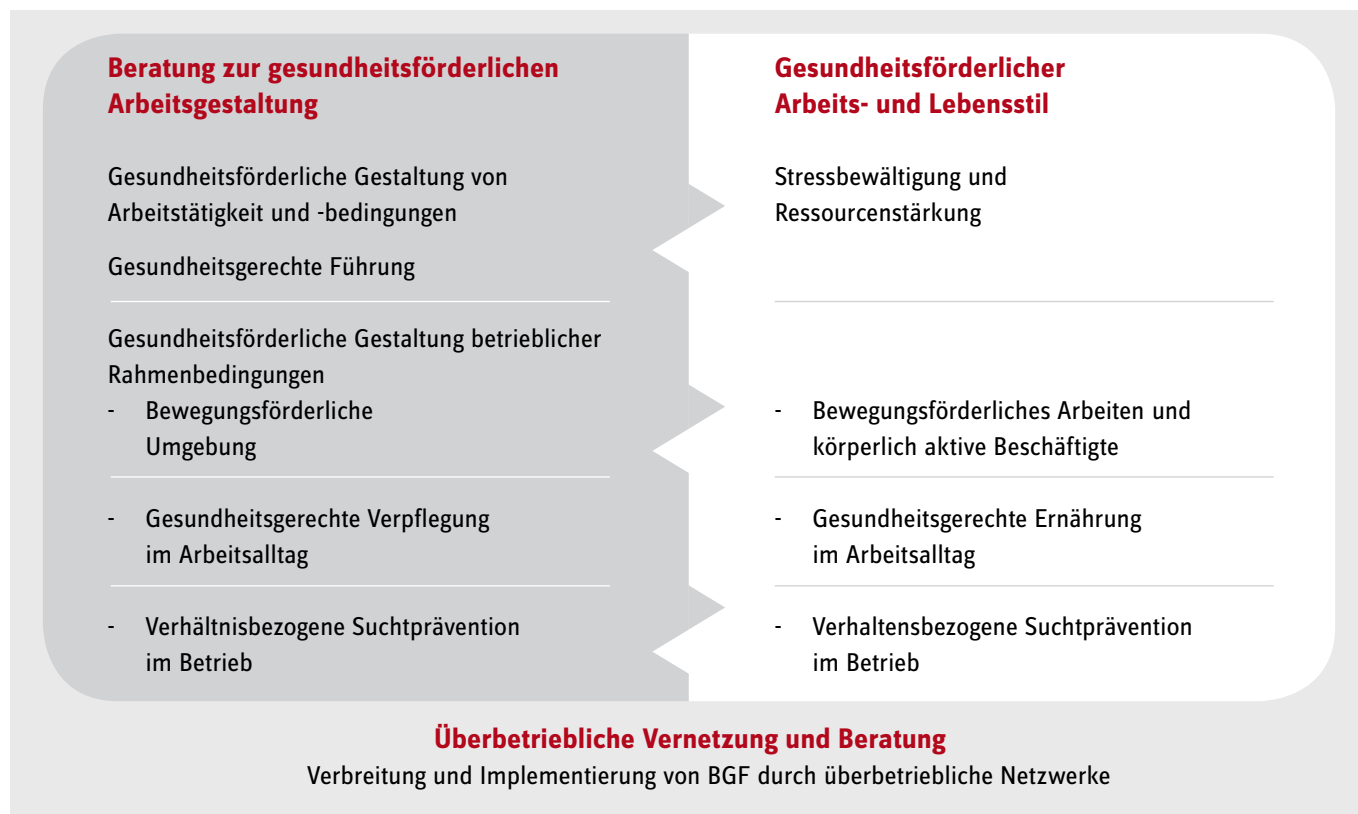 Beratung zur gesundheitsförderlichen
Arbeitsgestaltung
Gesundheitsförderliche Gestaltung von
Arbeitstätigkeit und -bedingungen
Gesundheitsgerechte Führung
Gesundheitsförderliche Gestaltung betrieblicher
Rahmenbedingungen
- Bewegungsförderliche
Umgebung
- Gesundheitsgerechte Verpflegung
im Arbeitsalltag
- Verhältnisbezogene Suchtprävention
im Betrieb
Gesundheitsförderlicher
Arbeits- und Lebensstil
Stressbewältigung und
Ressourcenstärkung
- Bewegungsförderliches Arbeiten und
körperlich aktive Beschäftigte
- Gesundheitsgerechte Ernährung
im Arbeitsalltag
- Verhaltensbezogene Suchtprävention
im Betrieb
Überbetriebliche Vernetzung und Beratung
Verbreitung und Implementierung von BGF durch überbetriebliche Netzwerke